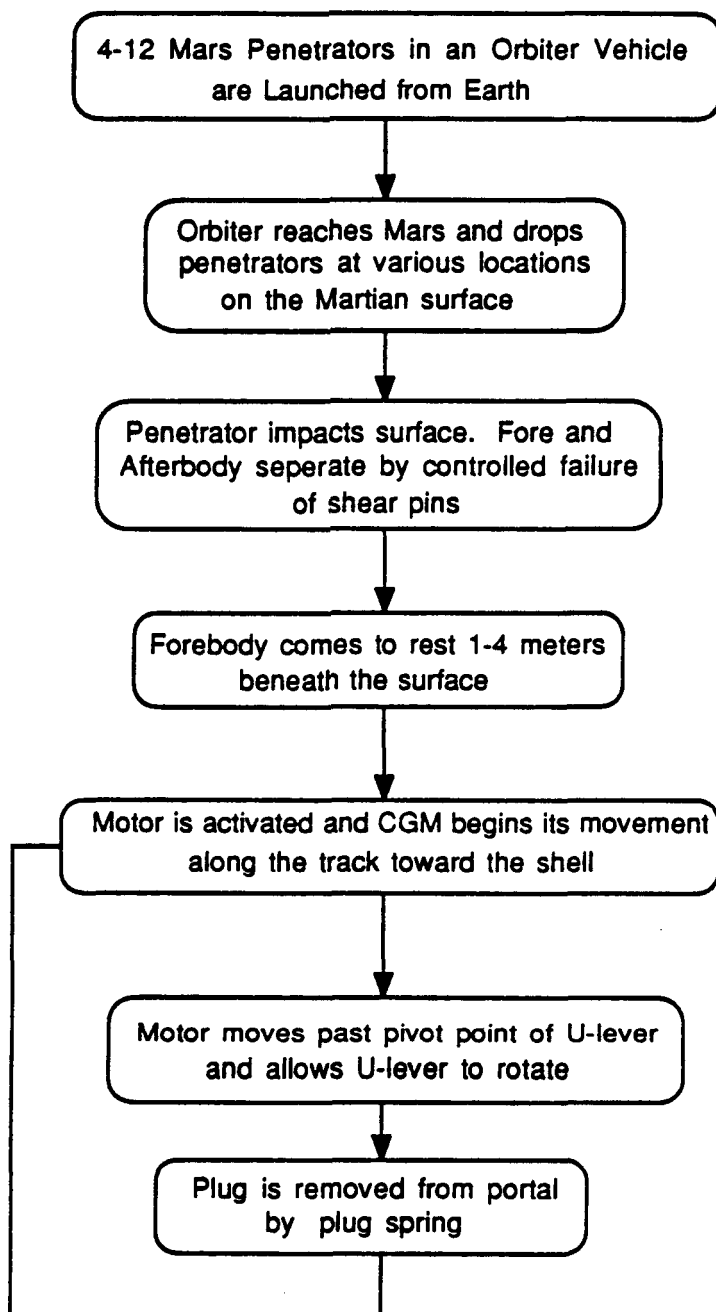 4-12 Mars Penetrators in an Orbiter Vehicle
are Launched from Earth
Orbiter reaches Mars and drops
penetrators at various locations
on the Martian surface
Penetrator impacts surface. Fore and
Afterbody seperate by controlled failure
of shear pins
Forebody comes to rest 1-4 meters
beneath the surface
Motor is activated and CGM begins its movement
along the track toward the shell
Motor moves past pivot point of U-lever
and allows U-lever to rotate
Plug is removed from portal
by plug spring